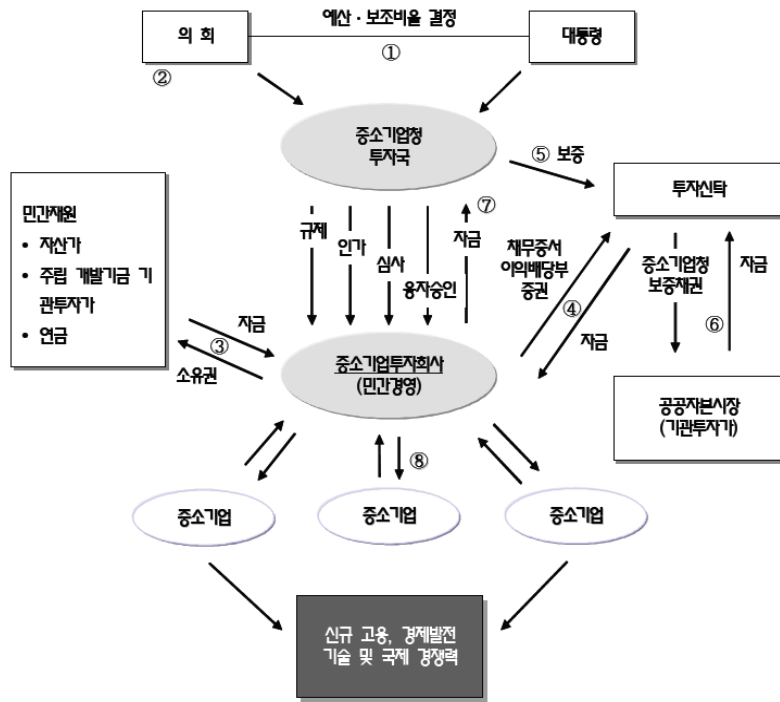 예산 · 보조비율 결정
의 회
①
대통령
②
중소기업청
투자국
⑤ 보증
투자신탁
민간재원
• 자산가
• 주립 개발기금 기
관투자가
• 연금
규제
인가
심사
융자승인
자금
⑦
채무증서
이익배당부
증권
④
자금
중소기업청
보증채권
자금
⑥
자금
③
소유권
중소기업투자회사
(민간경영)
공공자본시장
(기관투자가)
⑧
중소기업
중소기업
중소기업
신규 고용, 경제발전
기술 및 국제 경쟁력